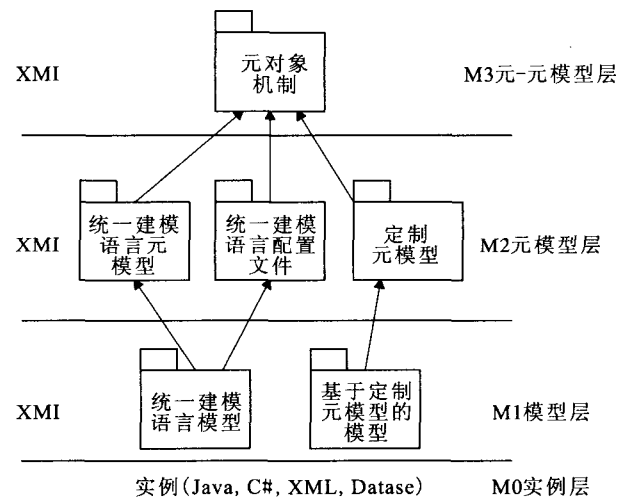 XMI
元对象
机制
M3元-元模型层
XMI
统一建模
语言元
模型
统一建模
语言配置
文件
定制
元模型
M2元模型层
XMI
统一建模
语言模型
基于定制
元模型的
模型
M1模型层
实例(Java, C#, XML, Datase)
M0实例层